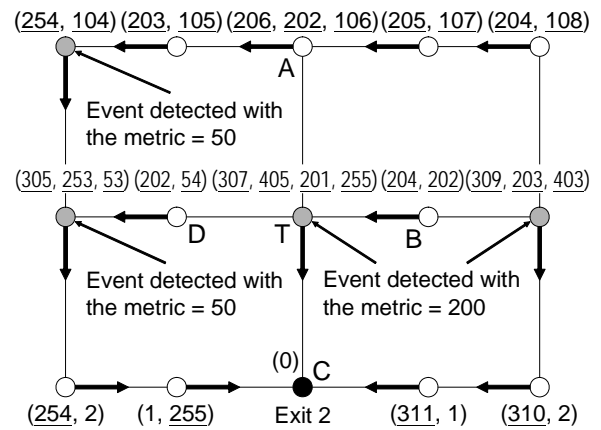 (254, 104) (203, 105) (206, 202, 106) (205, 107) (204, 108)
A
Event detected with
the metric = 50
(305, 253, 53) (202, 54) (307, 405, 201, 255) (204, 202) (309, 203, 403)
D T B
Event detected with
the metric = 50
Event detected with
the metric = 200
(0) C
(254, 2) (1, 255) Exit 2 (311, 1) (310, 2)